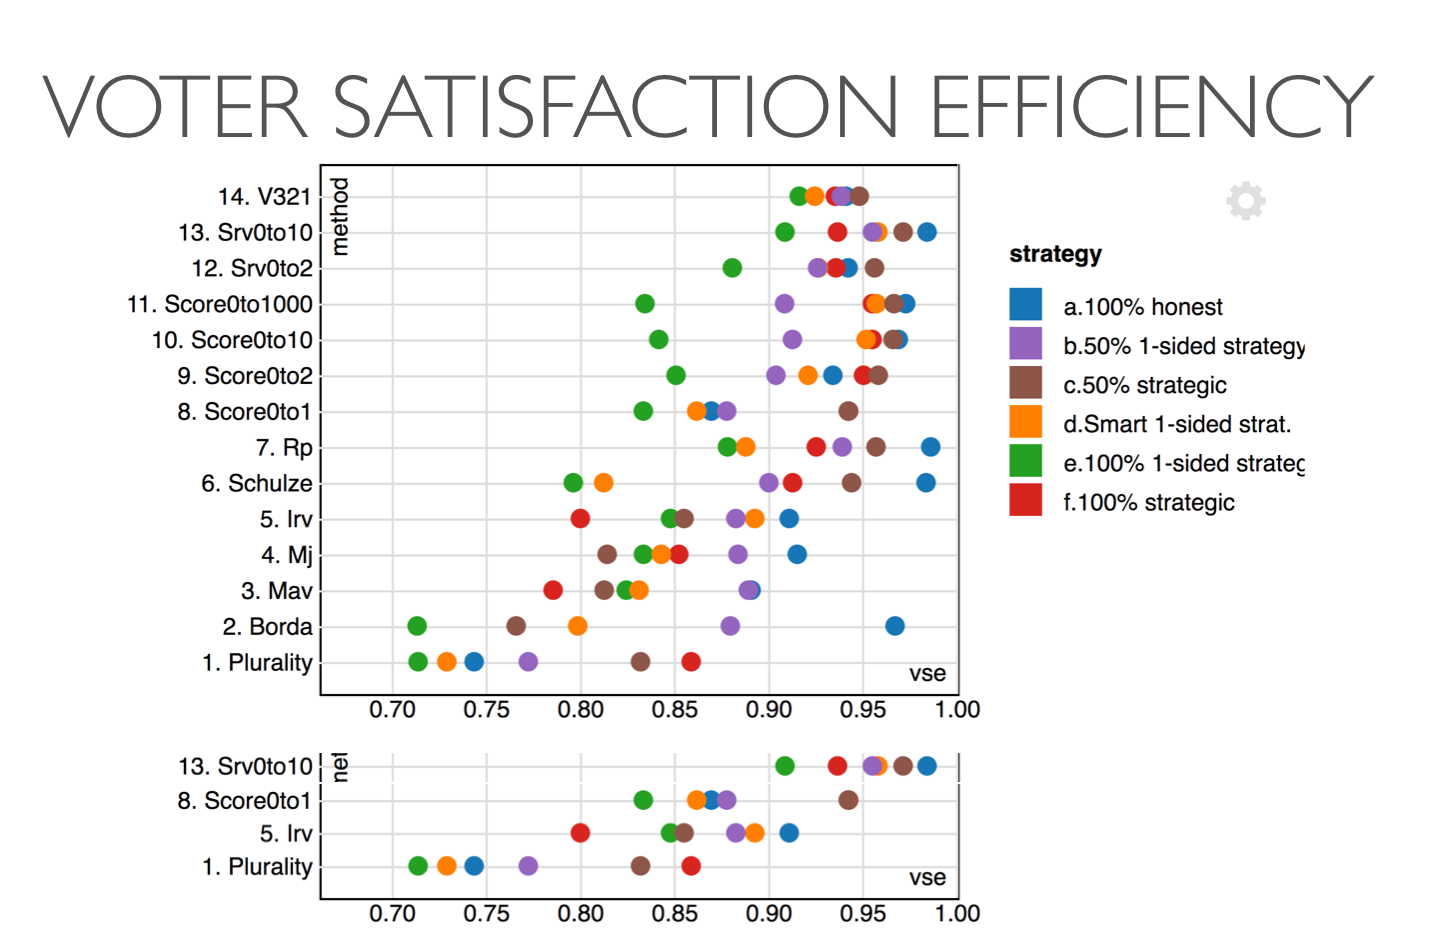 VOTER SATISFACTION EFFICIENCY
method
14. V321
13. Srv0to10
12. Srv0to2
11. Score0to1000
10. Score0to10
9. Score0to2
8. Score0to1
7. Rp
6. Schulze
5. Irv
4. Mj
3. Mav
2. Borda
1. Plurality
vse
0.70 0.75 0.80 0.85 0.90 0.95 1.00
strategy
a.100% honest
b.50% 1-sided strategy
c.50% strategic
d.Smart 1-sided strat.
e.100% 1-sided strateg
f.100% strategic
13. Srv0to10
8. Score0to1
5. Irv
1. Plurality
vse
0.70 0.75 0.80 0.85 0.90 0.95 1.00